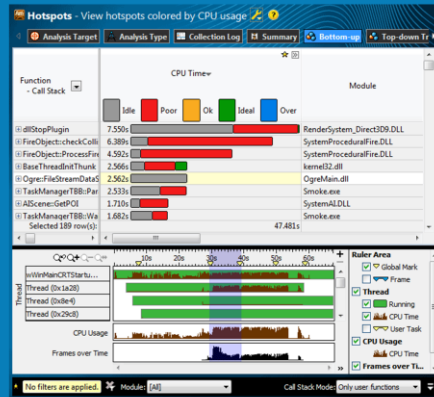 Hotspots - View hotspots colored by CPU usage
Analysis Target Analysis Type Collection Log Summary Bottom-up Top-down Tr
Function - Call Stack
CPU Time
Module
Idle Poor Ok Ideal Over
dllStopPlugin 7.550s RenderSystem_Direct3D9.DLL
FireObject::checkColli 6.389s SystemProceduralFire.DLL
FireObject::ProcessFire 4.592s SystemProceduralFire.DLL
BaseThreadInitThunk 2.566s kernel32.dll
Ogre::FileStreamDataS 2.562s OgreMain.dll
TaskManagerTBB::Par 2.533s Smoke.exe
AIScene::GetPOI 1.710s SystemAI.DLL
TaskManagerTBB::Wa 1.682s Smoke.exe
Selected 189 row(s): 47.481s
10s 20s 30s 40s 50s 60s
Thread
wWinMainCRTStartu...
Thread (0x1a28)
Thread (0x8e4)
Thread (0x29c8)
CPU Usage
Frames over Time
Ruler Area
Global Mark
Frame
Thread
Running
CPU Time
User Task
CPU Usage
CPU Time
Frames over Ti...
No filters are applied. Module: [All] Call Stack Mode: Only user functions